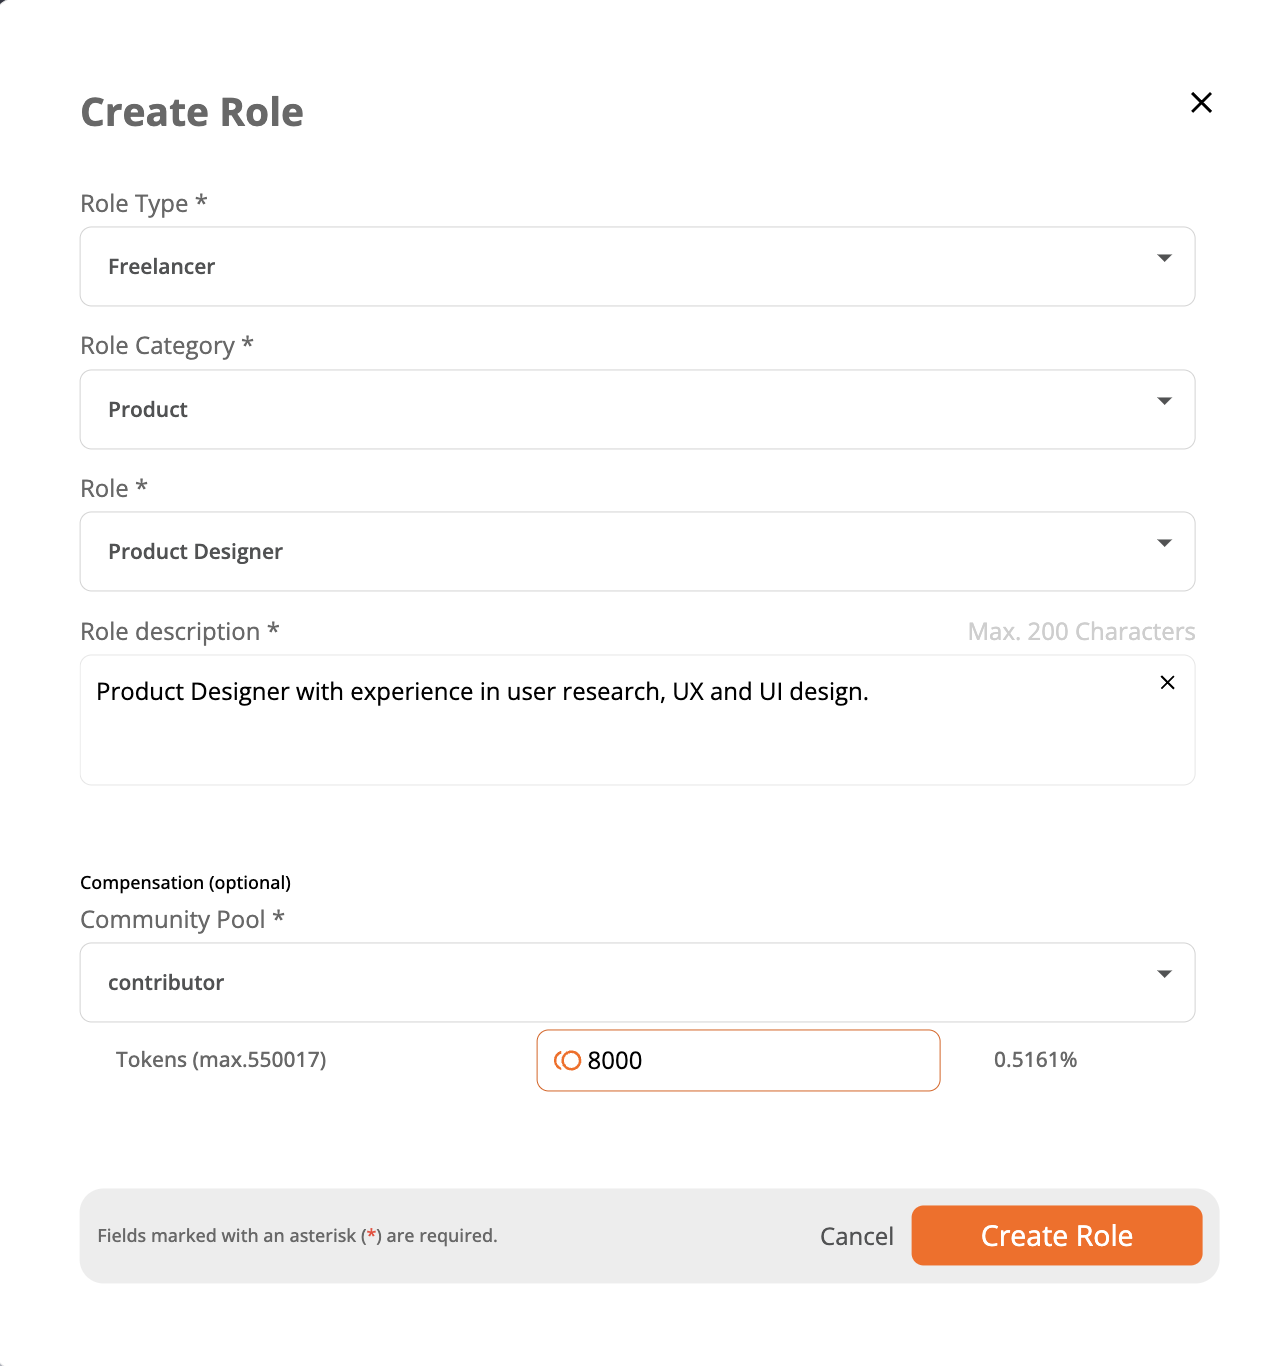 Create Role
Role Type *
Freelancer
Role Category *
Product
Role *
Product Designer
Role description *
Max. 200 Characters
Product Designer with experience in user research, UX and UI design.
Compensation (optional)
Community Pool *
contributor
Tokens (max.550017)
8000
0.5161%
Fields marked with an asterisk (*) are required.
Cancel
Create Role